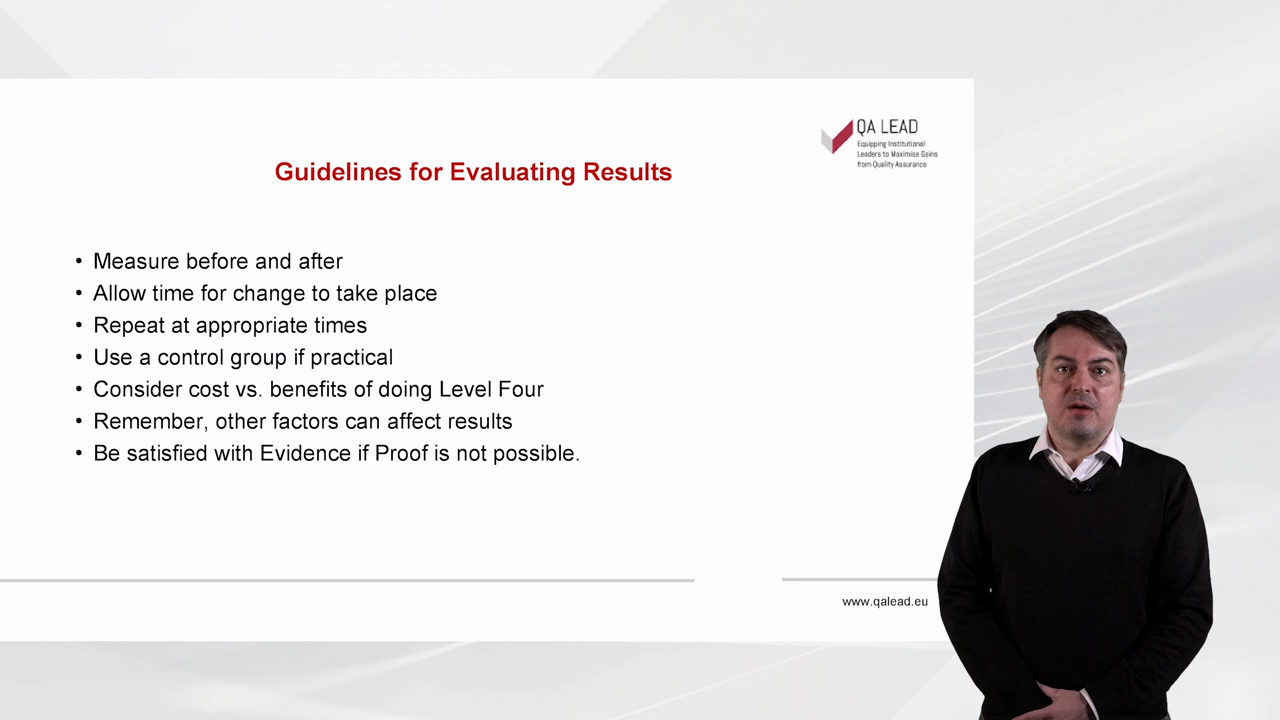 QA LEAD
Equipping Institutional
Leaders to Maximise Gains
from Quality Assurance
Guidelines for Evaluating Results
• Measure before and after
• Allow time for change to take place
• Repeat at appropriate times
• Use a control group if practical
• Consider cost vs. benefits of doing Level Four
• Remember, other factors can affect results
• Be satisfied with Evidence if Proof is not possible.
www.qalead.eu